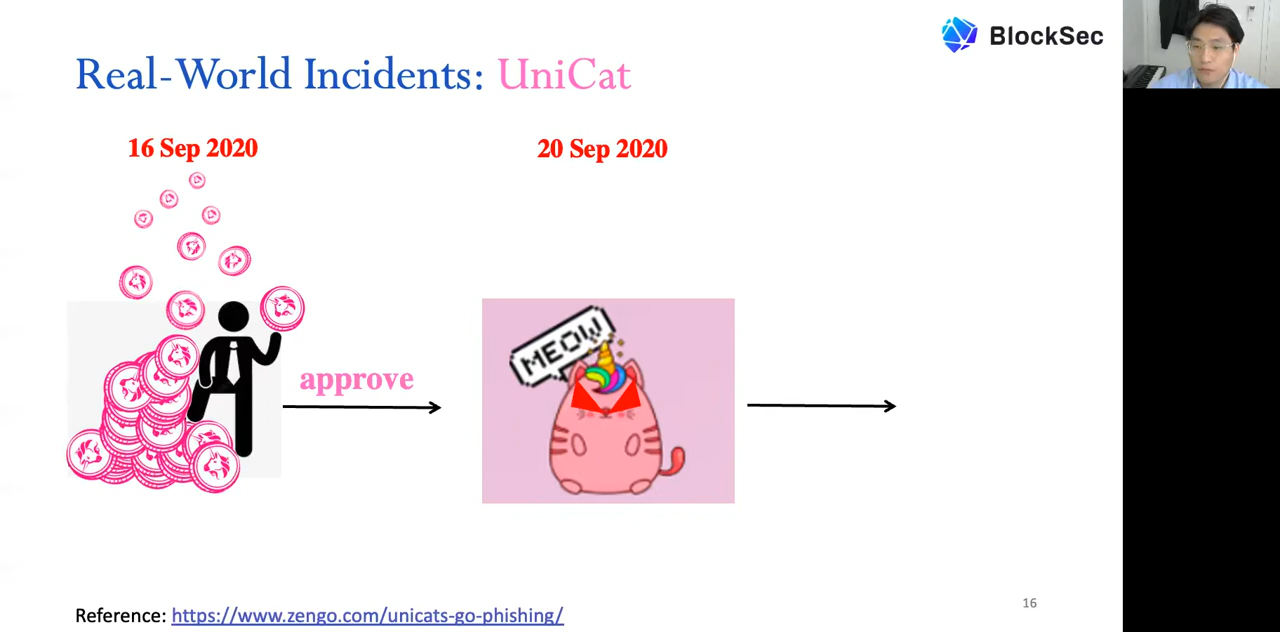 BlockSec
Real-World Incidents: UniCat
16 Sep 2020
20 Sep 2020
MEOW
approve
16
Reference: https://www.zengo.com/unicats-go-phishing/